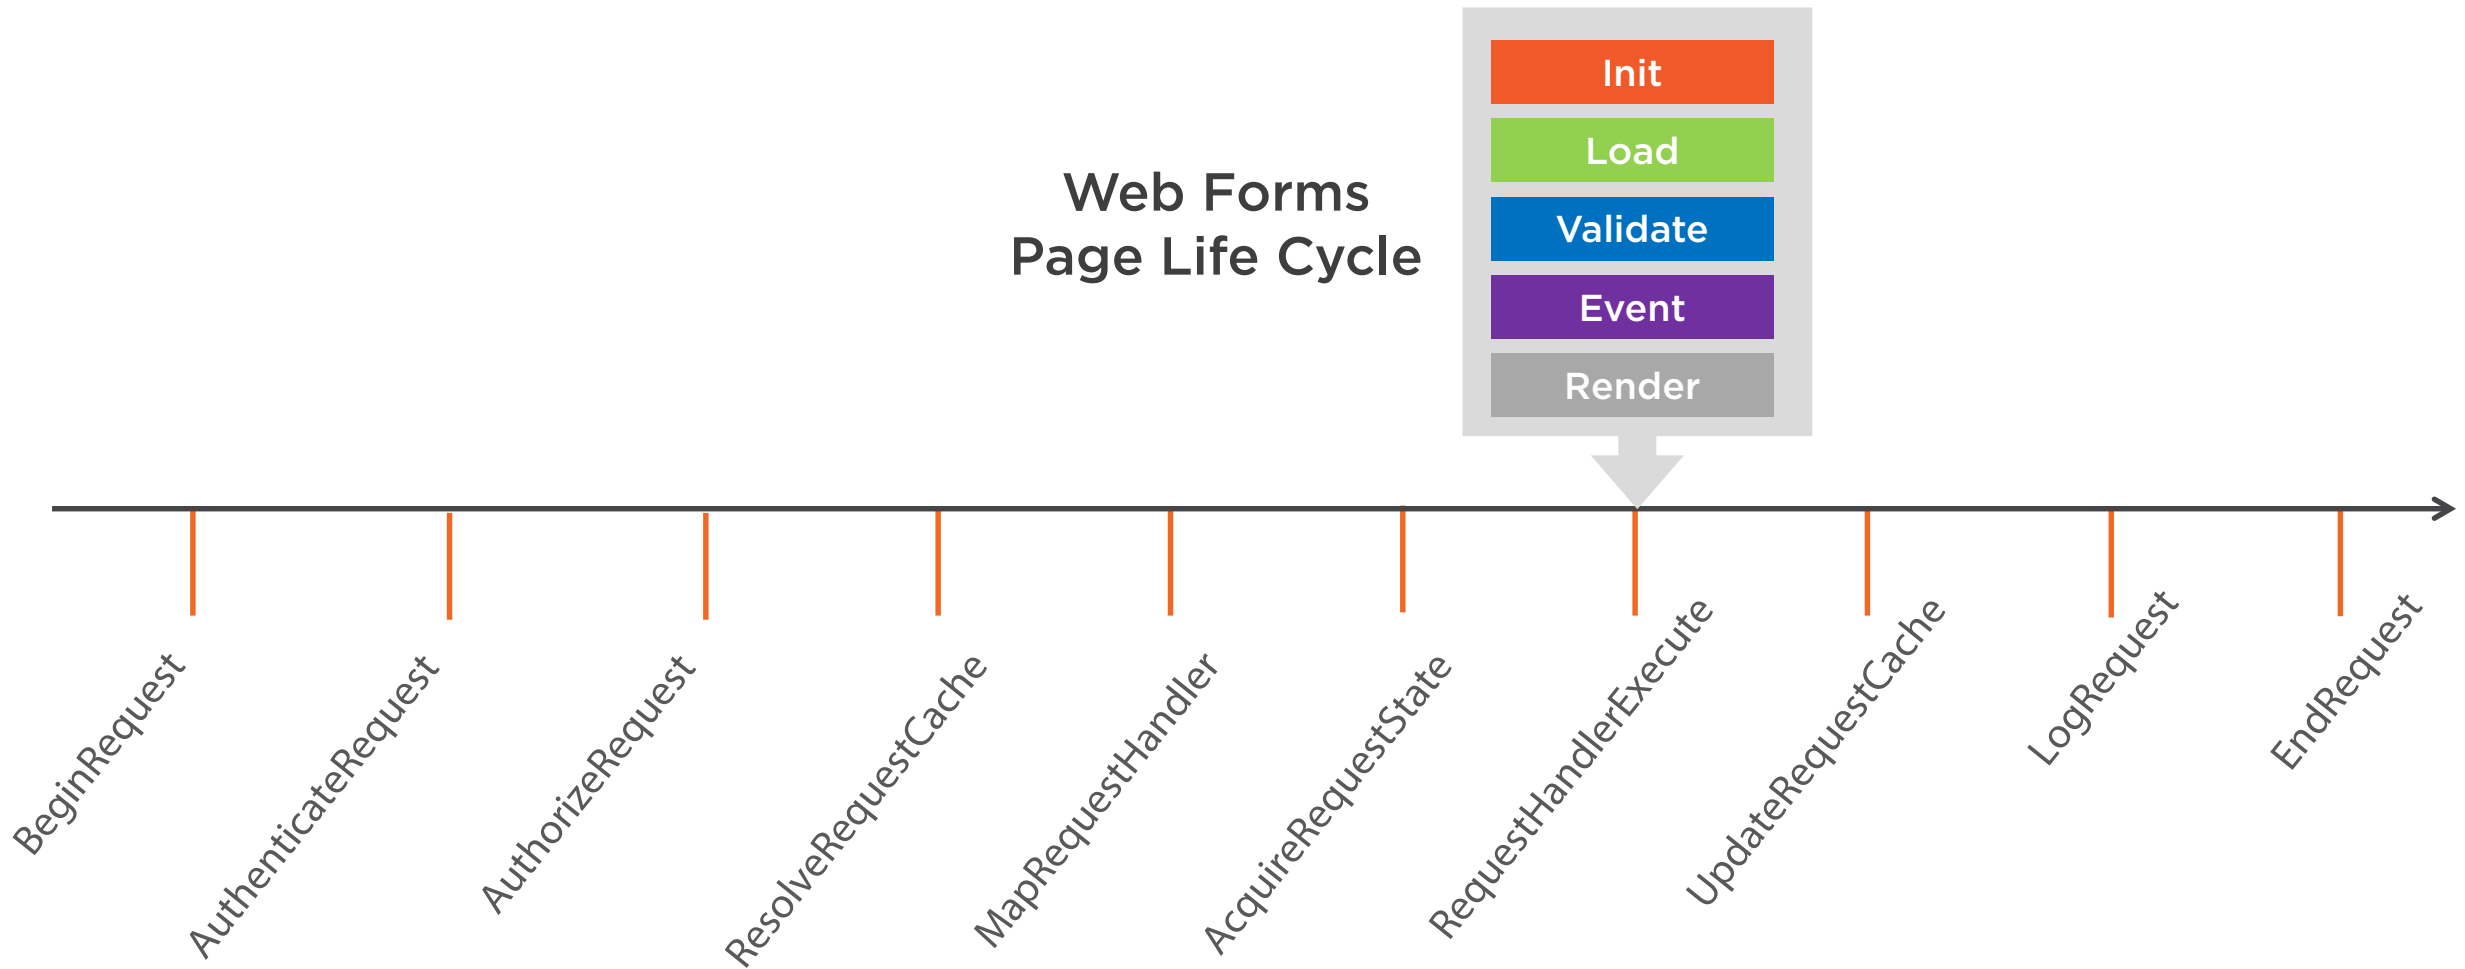 Init
Load
Web Forms
Page Life Cycle
Validate
Event
Render
BeginRequest
AuthenticateRequest
AuthorizeRequest
ResolveRequestCache
MapRequestHandler
AcquireRequestState
RequestHandlerExecute
UpdateRequestCache
LogRequest
EndRequest